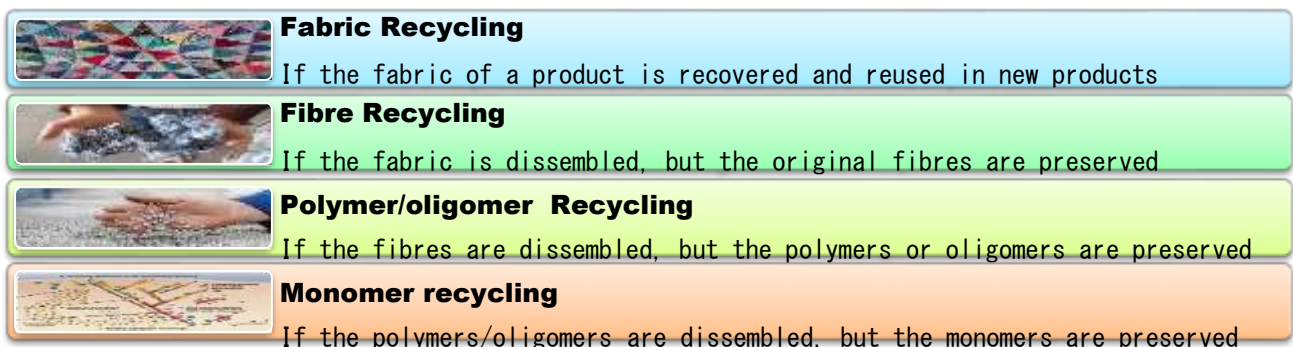 Fabric Recycling
If the fabric of a product is recovered and reused in new products
Fibre Recycling
If the fabric is dissembled, but the original fibres are preserved
Polymer/oligomer Recycling
If the fibres are dissembled, but the polymers or oligomers are preserved
Monomer recycling
If the polymers/oligomers are dissembled, but the monomers are preserved